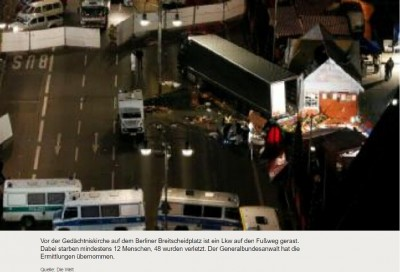 BUS
Vor der Gedächtniskirche auf dem Berliner Breitscheidplatz ist ein Lkw auf den Fußweg gerast.
Dabei starben mindestens 12 Menschen, 48 wurden verletzt. Der Generalbundesanwalt hat die
Ermittlungen übernommen.
Quelle: Die Welt